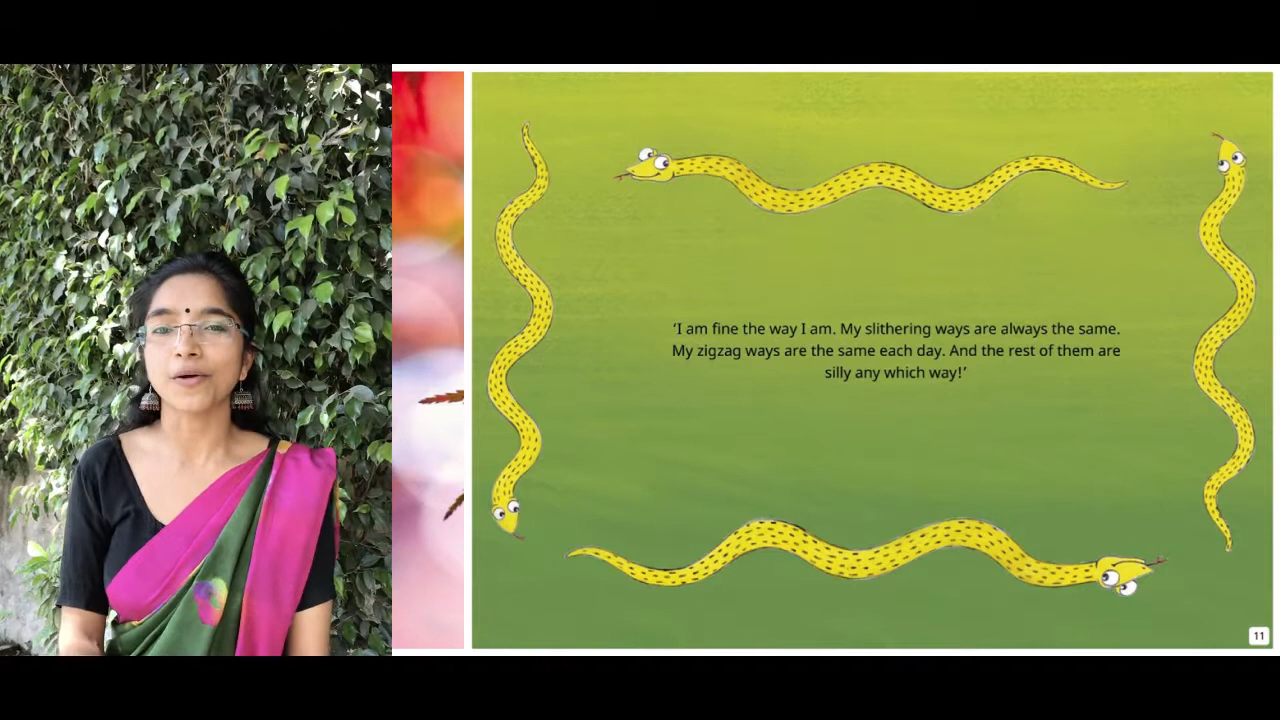 ‘I am fine the way I am. My slithering ways are always the same.
My zigzag ways are the same each day. And the rest of them are
silly any which way!’
11